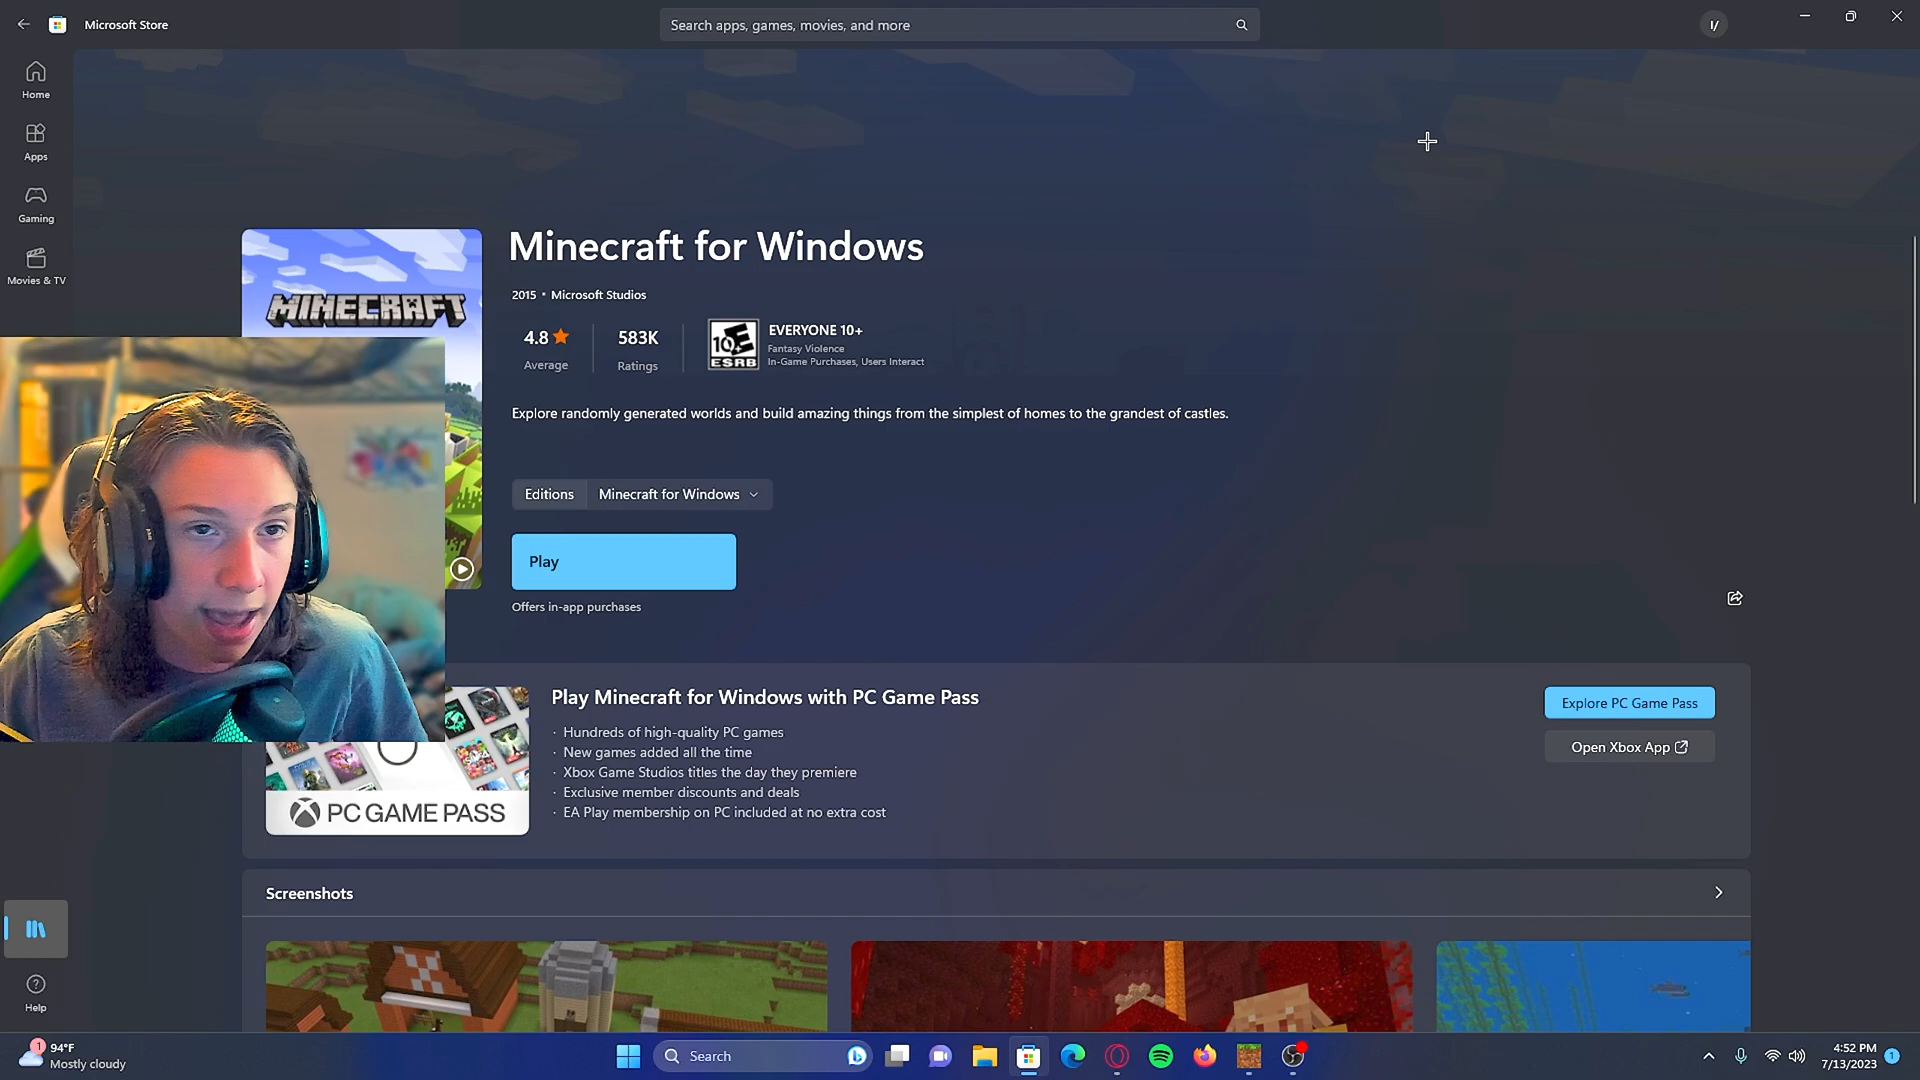 Microsoft Store
Search apps, games, movies, and more
Home
Apps
Gaming
Movies & TV
MINECRAFT
Minecraft for Windows
2015 • Microsoft Studios
4.8
Average
583K
Ratings
10+
ESRB
EVERYONE 10+
Fantasy Violence
In-Game Purchases, Users Interact
Explore randomly generated worlds and build amazing things from the simplest of homes to the grandest of castles.
Editions Minecraft for Windows
Play
Offers in-app purchases
Play Minecraft for Windows with PC Game Pass
· Hundreds of high-quality PC games
· New games added all the time
· Xbox Game Studios titles the day they premiere
· Exclusive member discounts and deals
· EA Play membership on PC included at no extra cost
Explore PC Game Pass
Open Xbox App
PC GAME PASS
Screenshots
Help
1
94°F
Mostly cloudy
Search
4:52 PM
7/13/2023
1